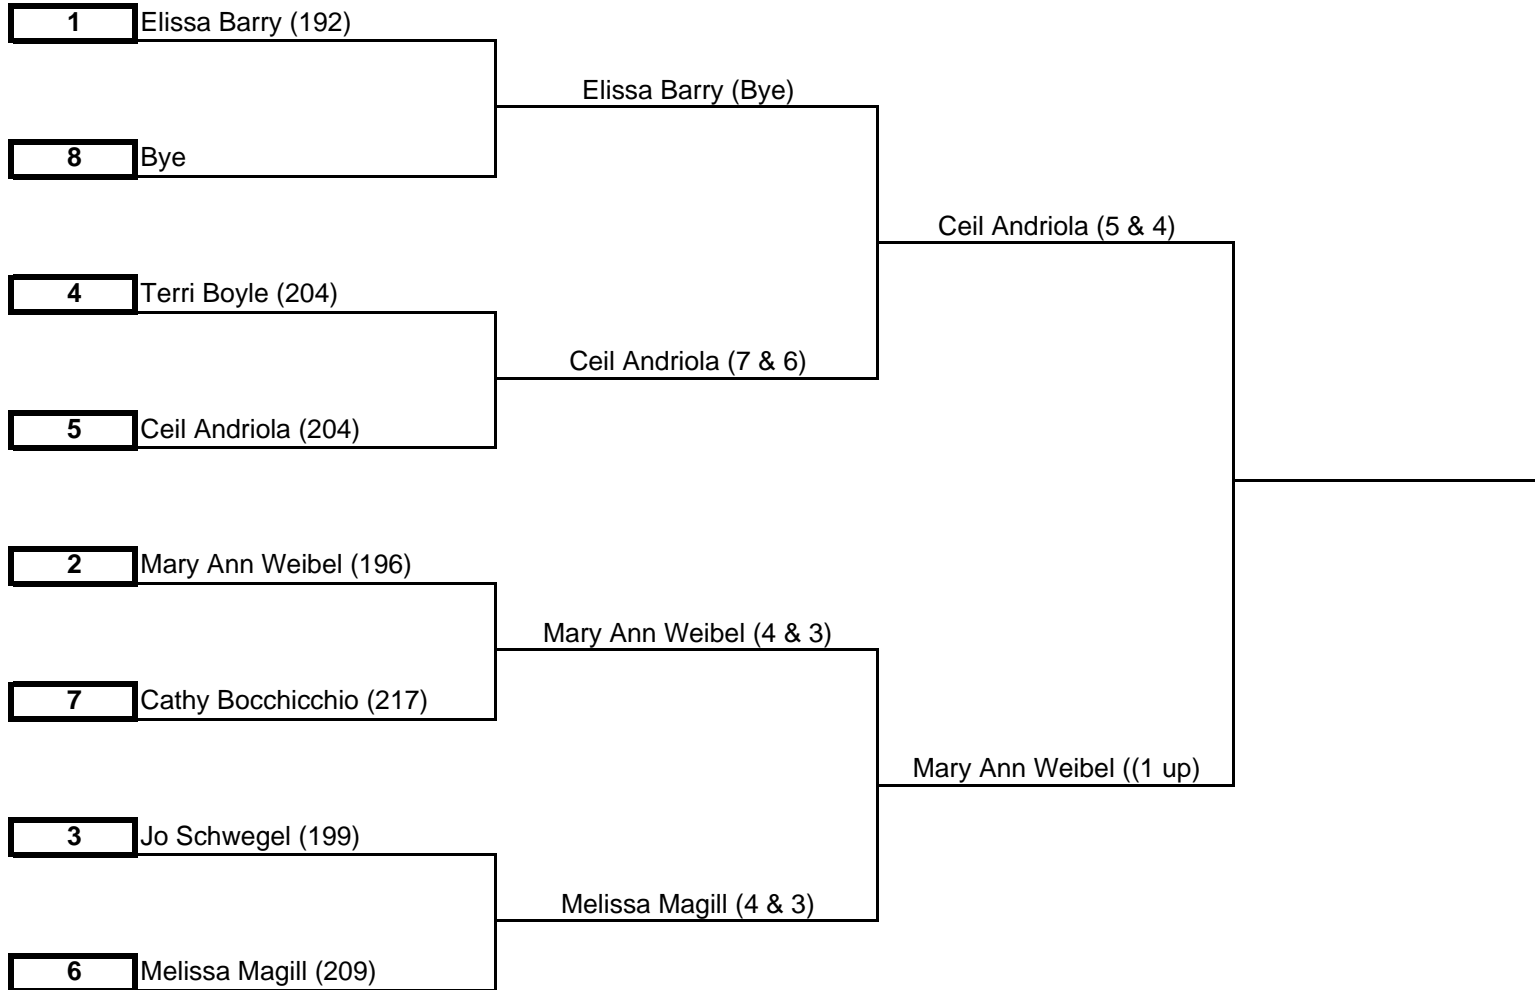 1 Elissa Barry (192)
Elissa Barry (Bye)
8 Bye
Ceil Andriola (5 & 4)
4 Terri Boyle (204)
Ceil Andriola (7 & 6)
5 Ceil Andriola (204)
2 Mary Ann Weibel (196)
Mary Ann Weibel (4 & 3)
7 Cathy Bocchicchio (217)
Mary Ann Weibel ((1 up)
3 Jo Schwegel (199)
Melissa Magill (4 & 3)
6 Melissa Magill (209)